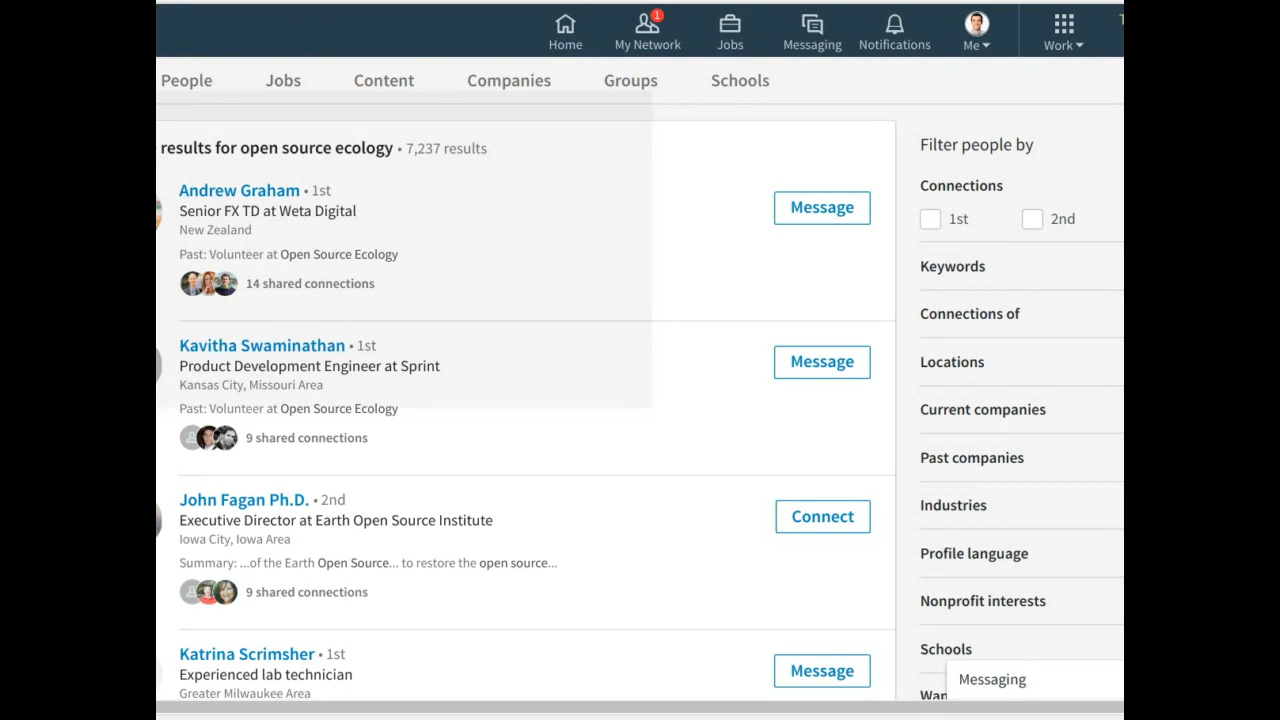 1
Home
My Network
Jobs
Messaging
Notifications
Me
Work
People
Jobs
Content
Companies
Groups
Schools
results for open source ecology • 7,237 results
Andrew Graham • 1st
Senior FX TD at Weta Digital
New Zealand
Past: Volunteer at Open Source Ecology
14 shared connections
Message
Kavitha Swaminathan • 1st
Product Development Engineer at Sprint
Kansas City, Missouri Area
Past: Volunteer at Open Source Ecology
9 shared connections
Message
John Fagan Ph.D. • 2nd
Executive Director at Earth Open Source Institute
Iowa City, Iowa Area
Summary: ...of the Earth Open Source... to restore the open source...
9 shared connections
Connect
Katrina Scrimsher • 1st
Experienced lab technician
Greater Milwaukee Area
Message
Filter people by
Connections
1st
2nd
Keywords
Connections of
Locations
Current companies
Past companies
Industries
Profile language
Nonprofit interests
Schools
Messaging